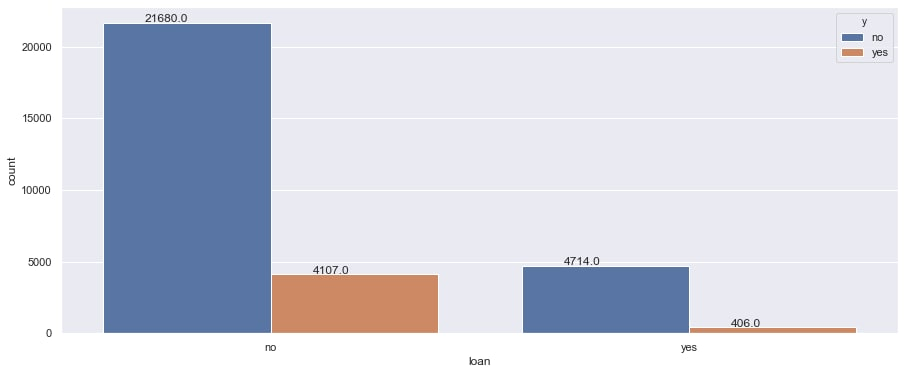 21680.0
y
no
yes
20000
15000
10000
5000
0
count
4107.0
4714.0
406.0
no
yes
loan